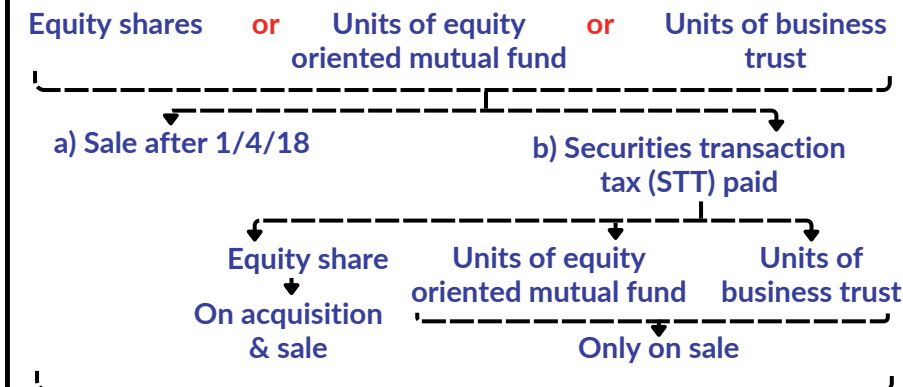 Equity shares or Units of equity or Units of business
oriented mutual fund trust
a) Sale after 1/4/18
b) Securities transaction
tax (STT) paid
Equity share
On acquisition
& sale
Units of equity
oriented mutual fund
Units of
business trust
Only on sale